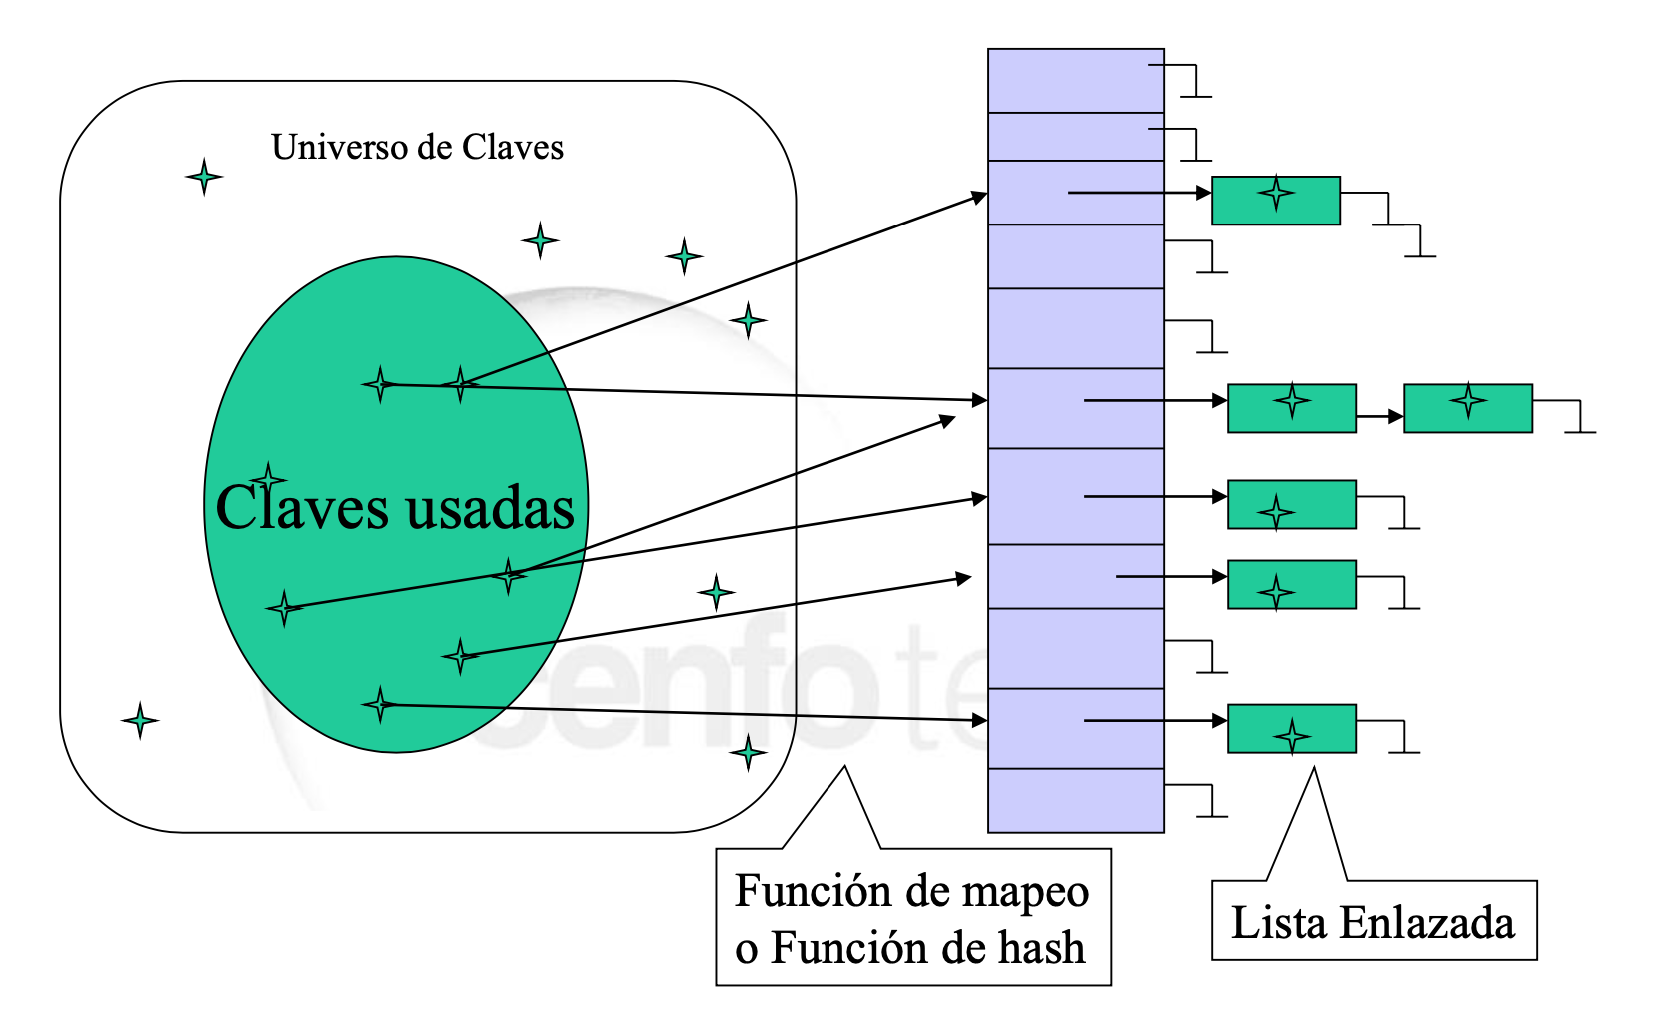 Universo de Claves
Claves usadas
cenfotec
Función de mapeo
o Función de hash
Lista Enlazada